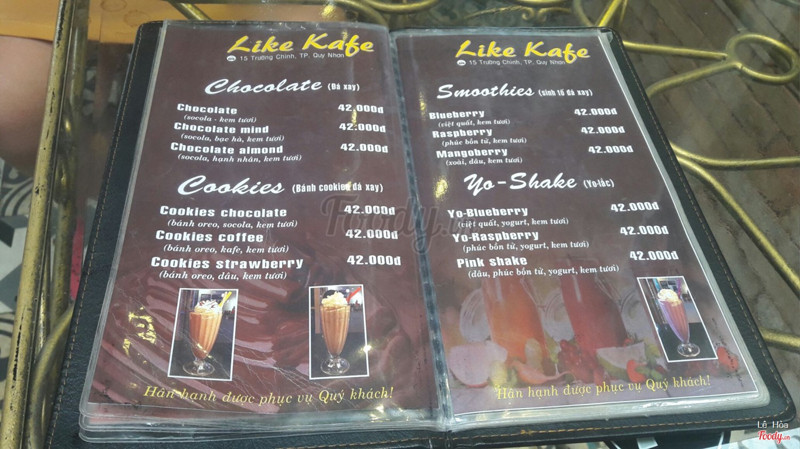 Like Kafe
15 Trường Chinh, TP. Quy Nhơn
Chocolate (Đá xay)
Chocolate 42.000đ
(socola - kem tươi)
Chocolate mind 42.000đ
(socola, bạc hà, kem tươi)
Chocolate almond 42.000đ
(socola, hạnh nhân, kem tươi)
Cookies (Bánh cookies đá xay)
Cookies chocolate 42.000đ
(bánh oreo, socola, kem tươi)
Cookies coffee 42.000đ
(bánh oreo, kafe, kem tươi)
Cookies strawberry 42.000đ
(bánh oreo, dâu, kem tươi)
Hân hạnh được phục vụ Quý khách!
Like Kafe
15 Trường Chinh, TP. Quy Nhơn
Smoothies (sinh tố đá xay)
Blueberry 42.000đ
(việt quất, kem tươi)
Raspberry 42.000đ
(phúc bồn tử, kem tươi)
Mangoberry 42.000đ
(xoài, dâu, kem tươi)
Yo-Shake (Yo-lắc)
Yo-Blueberry 42.000đ
(việt quất, yogurt, kem tươi)
Yo-Raspberry 42.000đ
(phúc bồn tử, yogurt, kem tươi)
Pink shake 42.000đ
(dâu, phúc bồn tử, yogurt, kem tươi)
Hân hạnh được phục vụ Quý khách!
Foody.vn
Lê Hòa
Foody.vn